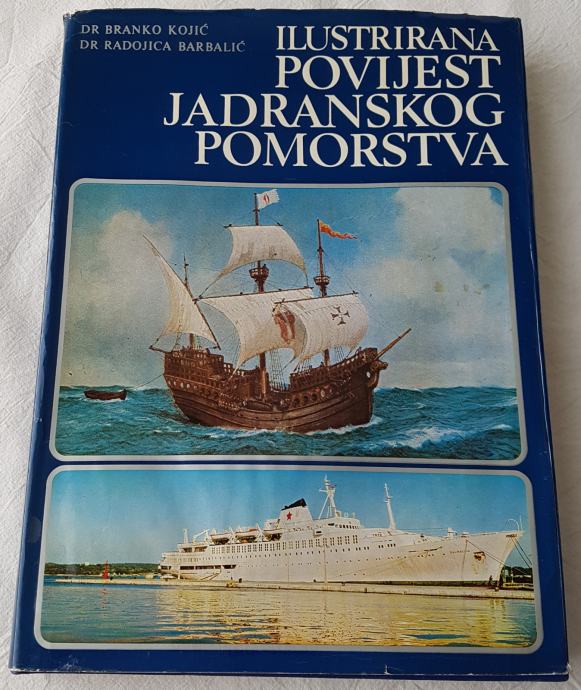 DR BRANKO KOJIĆ
DR RADOJICA BARBALIĆ
ILUSTRIRANA
POVIJEST
JADRANSKOG
POMORSTVA